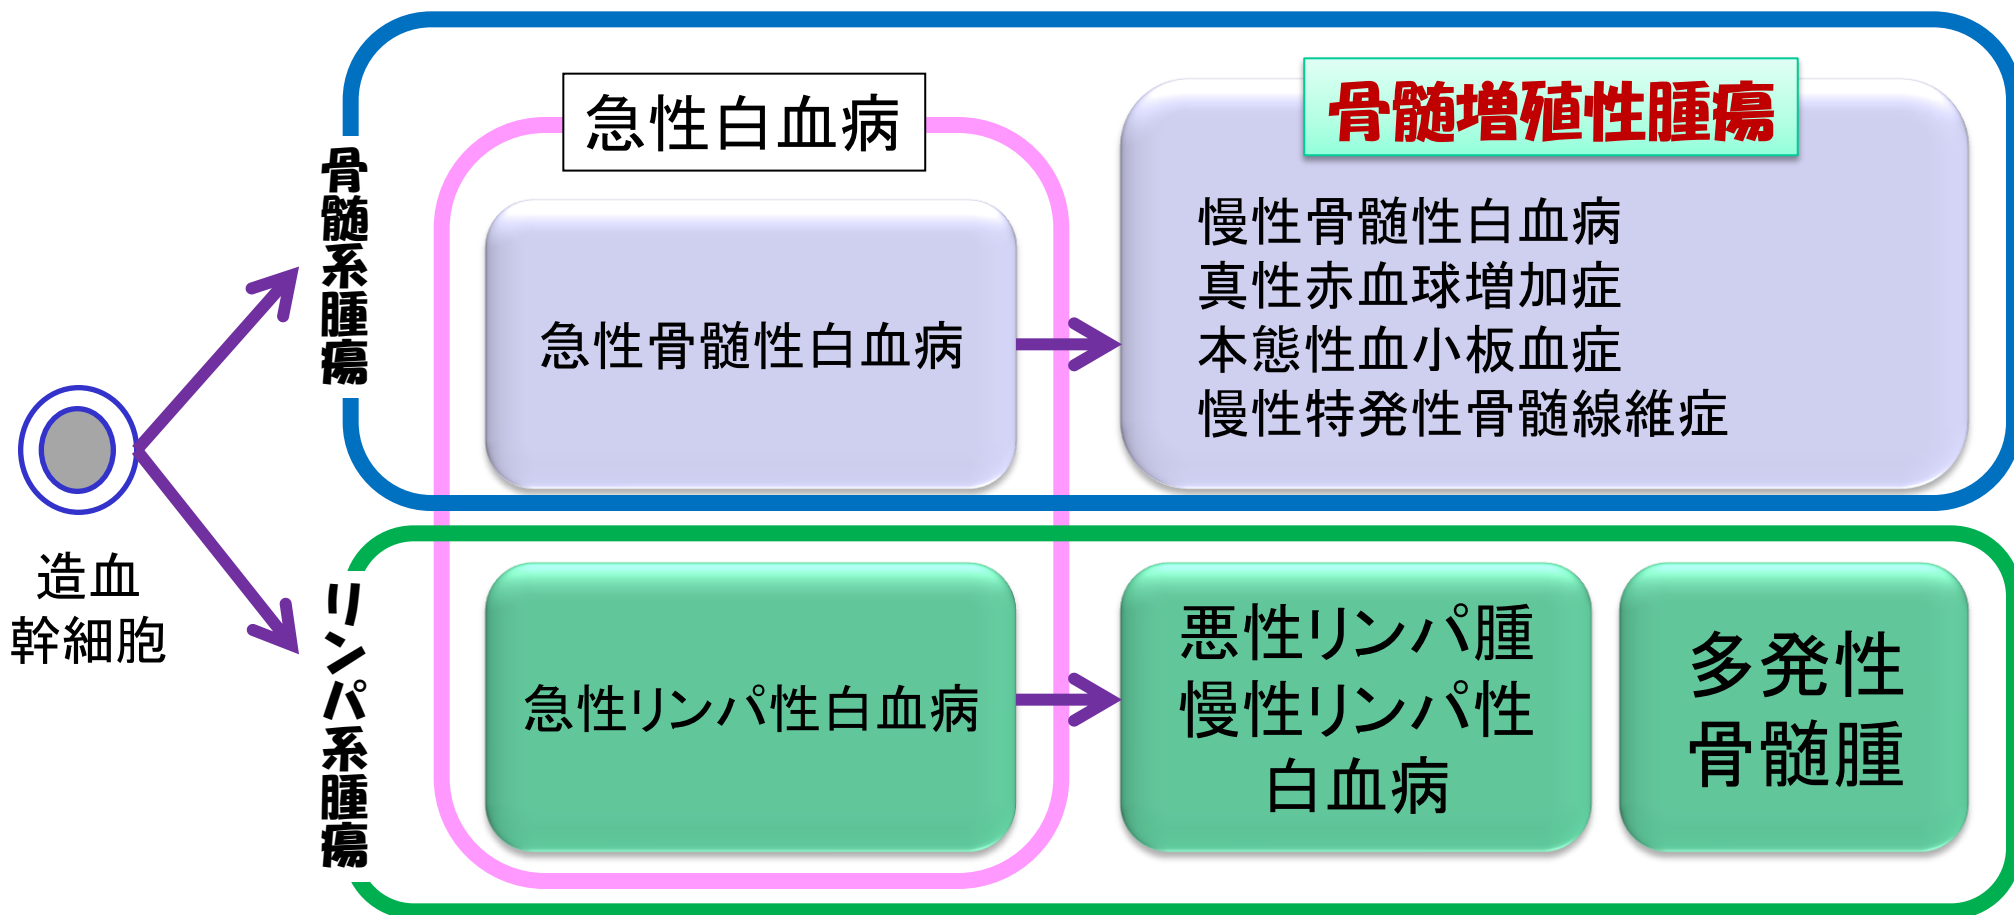 急性白血病
骨髄増殖性腫瘍
骨髄系腫瘍
急性骨髄性白血病
慢性骨髄性白血病
真性赤血球増加症
本態性血小板血症
慢性特発性骨髄線維症
造血
幹細胞
リンパ系腫瘍
急性リンパ性白血病
悪性リンパ腫
慢性リンパ性
白血病
多発性
骨髄腫